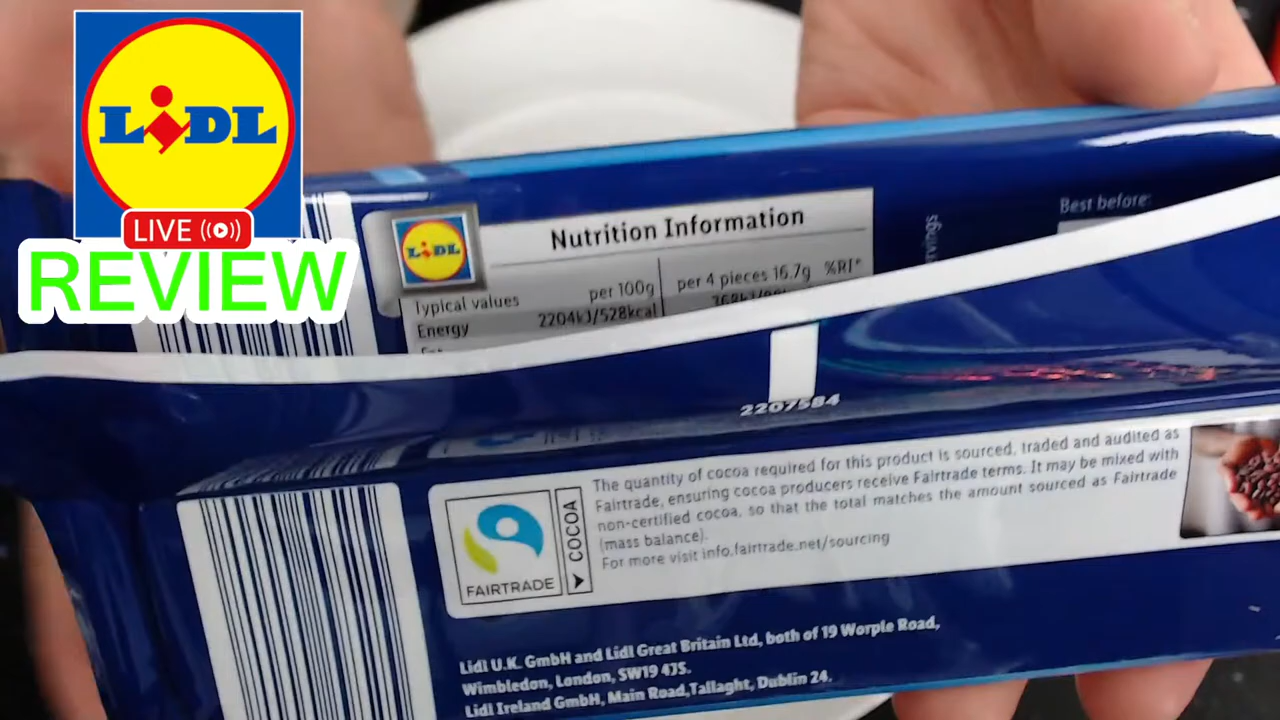 LIDL
LIVE
REVIEW
LIDL
Nutrition Information
Typical values per 100g per 4 pieces 16.7g %RI*
Energy 2204kJ/528kcal
Best before:
2207584
The quantity of cocoa required for this product is sourced, traded and audited as
Fairtrade, ensuring cocoa producers receive Fairtrade terms. It may be mixed with
non-certified cocoa, so that the total matches the amount sourced as Fairtrade
(mass balance).
For more visit info.fairtrade.net/sourcing
FAIRTRADE
COCOA
Lidl U.K. GmbH and Lidl Great Britain Ltd, both of 19 Worple Road,
Wimbledon, London, SW19 4JS.
Lidl Ireland GmbH, Main Road,Tallaght, Dublin 24.